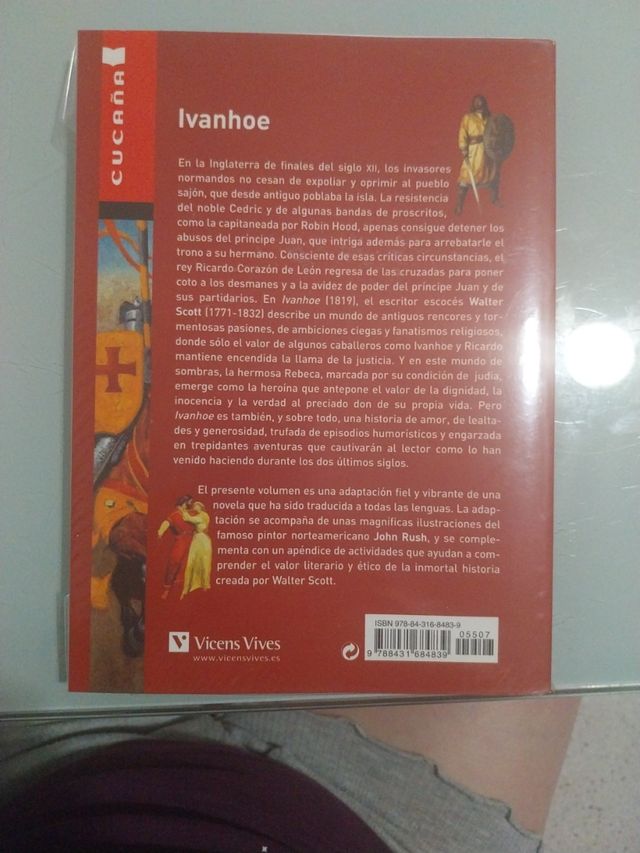 CUCAÑA
Ivanhoe
En la Inglaterra de finales del siglo XII, los invasores
normandos no cesan de expoliar y oprimir al pueblo
sajón, que desde antiguo poblaba la isla. La resistencia
del noble Cedric y de algunas bandas de proscritos,
como la capitaneada por Robin Hood, apenas consigue detener los
abusos del príncipe Juan, que intriga además para arrebatarle el
trono a su hermano. Consciente de esas críticas circunstancias, el
rey Ricardo Corazón de León regresa de las cruzadas para poner
coto a los desmanes y a la avidez de poder del príncipe Juan y de
sus partidarios. En Ivanhoe (1819), el escritor escocés Walter
Scott (1771-1832) describe un mundo de antiguos rencores y tor-
mentosas pasiones, de ambiciones ciegas y fanatismos religiosos,
donde sólo el valor de algunos caballeros como Ivanhoe y Ricardo
mantiene encendida la llama de la justicia. Y en este mundo de
sombras, la hermosa Rebeca, marcada por su condición de judía,
emerge como la heroína que antepone el valor de la dignidad, la
inocencia y la verdad al preciado don de su propia vida. Pero
Ivanhoe es también, y sobre todo, una historia de amor, de lealta-
des y generosidad, trufada de episodios humorísticos y engarzada
en trepidantes aventuras que cautivarán al lector como lo han
venido haciendo durante los dos últimos siglos.
El presente volumen es una adaptación fiel y vibrante de una
novela que ha sido traducida a todas las lenguas. La adap-
tación se acompaña de unas magníficas ilustraciones del
famoso pintor norteamericano John Rush, y se comple-
menta con un apéndice de actividades que ayudan a com-
prender el valor literario y ético de la inmortal historia
creada por Walter Scott.
Vicens Vives
www.vicensvives.es
ISBN 978-84-316-8483-9
05507
9 788431 684839